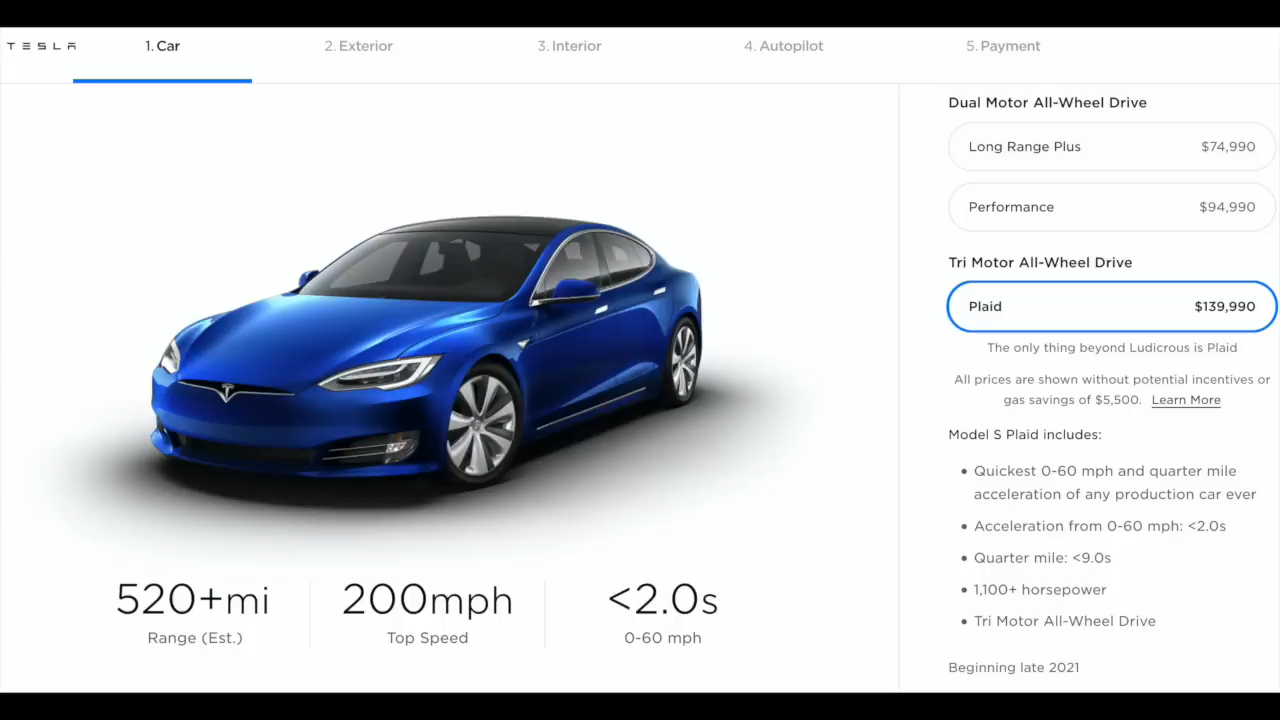 TESLA
1. Car
2. Exterior
3. Interior
4. Autopilot
5. Payment
Dual Motor All-Wheel Drive
Long Range Plus $74,990
Performance $94,990
Tri Motor All-Wheel Drive
Plaid $139,990
The only thing beyond Ludicrous is Plaid
All prices are shown without potential incentives or
gas savings of $5,500. Learn More
Model S Plaid includes:
• Quickest 0-60 mph and quarter mile
acceleration of any production car ever
• Acceleration from 0-60 mph: <2.0s
• Quarter mile: <9.0s
• 1,100+ horsepower
• Tri Motor All-Wheel Drive
Beginning late 2021
520+mi
Range (Est.)
200mph
Top Speed
<2.0s
0-60 mph